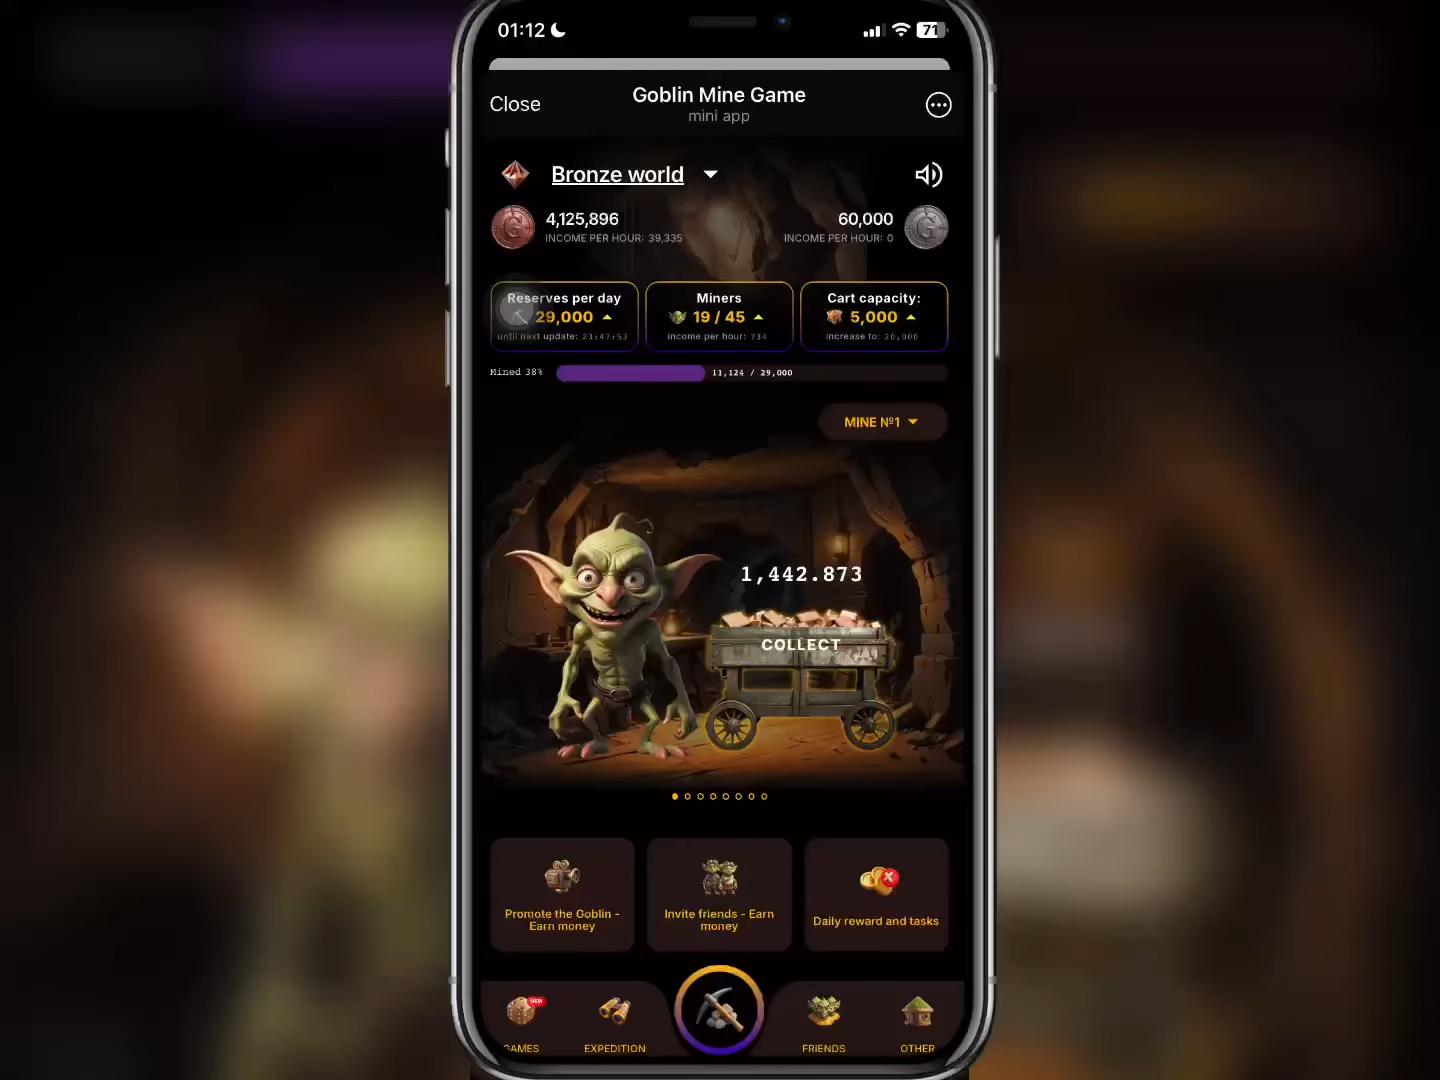 01:12
71
Close
Goblin Mine Game
mini app
Bronze world
4,125,896
INCOME PER HOUR: 39,335
60,000
INCOME PER HOUR: 0
Reserves per day
29,000
until next update: 23:47:53
Miners
19 / 45
income per hour: 734
Cart capacity:
5,000
increase to: 20,000
Mined 38%
11,124 / 29,000
MINE Nº1
1,442.873
COLLECT
Promote the Goblin -
Earn money
Invite friends - Earn
money
Daily reward and tasks
NEW
GAMES
EXPEDITION
FRIENDS
OTHER